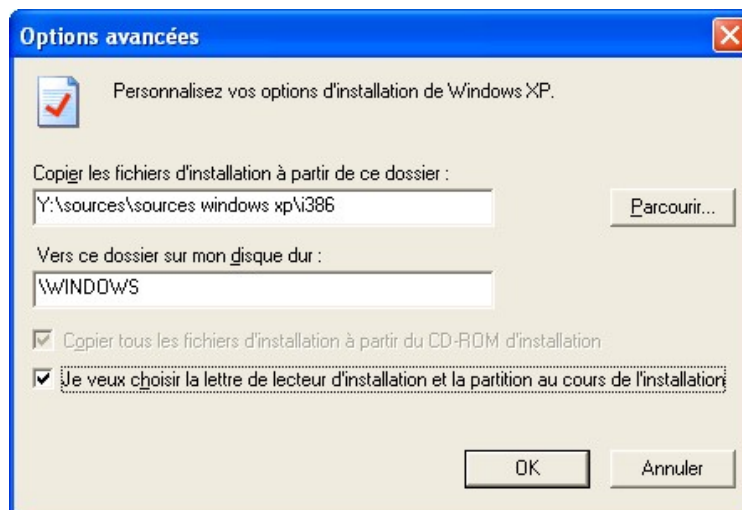 Options avancées
Personnalisez vos options d'installation de Windows XP.
Copier les fichiers d'installation à partir de ce dossier :
Y:\sources\sources windows xp\i386
Parcourir...
Vers ce dossier sur mon disque dur :
\WINDOWS
Copier tous les fichiers d'installation à partir du CD-ROM d'installation
Je veux choisir la lettre de lecteur d'installation et la partition au cours de l'installation
OK
Annuler